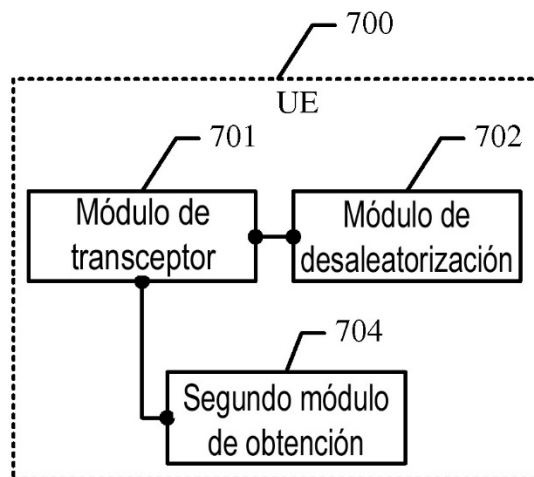 700
UE
701
702
Módulo de
transceptor
Módulo de
desaleatorización
704
Segundo módulo
de obtención